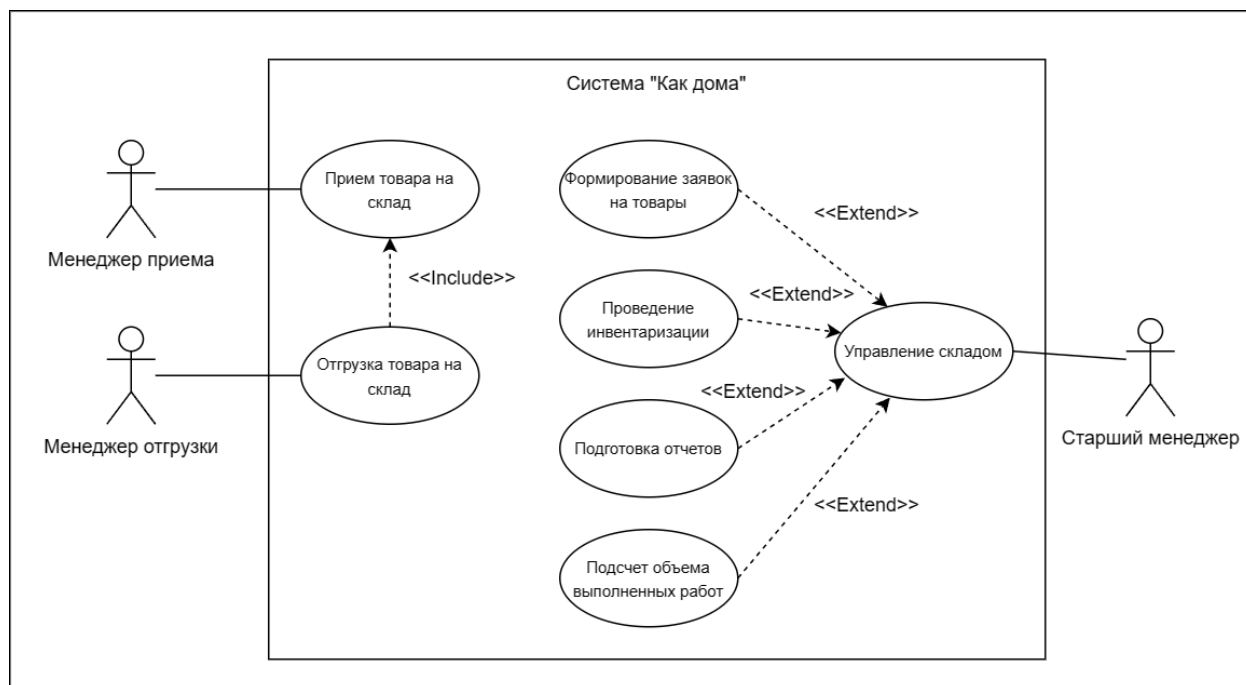 Система "Как дома"
Прием товара на
склад
Формирование заявок
на товары
<<Extend>>
Менеджер приема
<<Include>>
<<Extend>>
Проведение
инвентаризации
Управление складом
Отгрузка товара на
склад
<<Extend>>
Менеджер отгрузки
Старший менеджер
Подготовка отчетов
<<Extend>>
Подсчет объема
выполненных работ